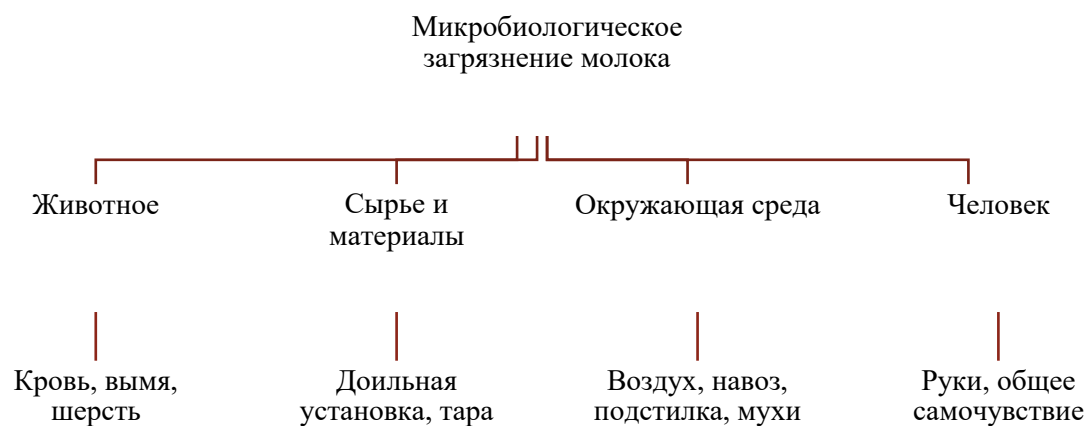 Микробиологическое
загрязнение молока
Животное
Сырье и
материалы
Окружающая среда
Человек
Кровь, вымя,
шерсть
Доильная
установка, тара
Воздух, навоз,
подстилка, мухи
Руки, общее
самочувствие